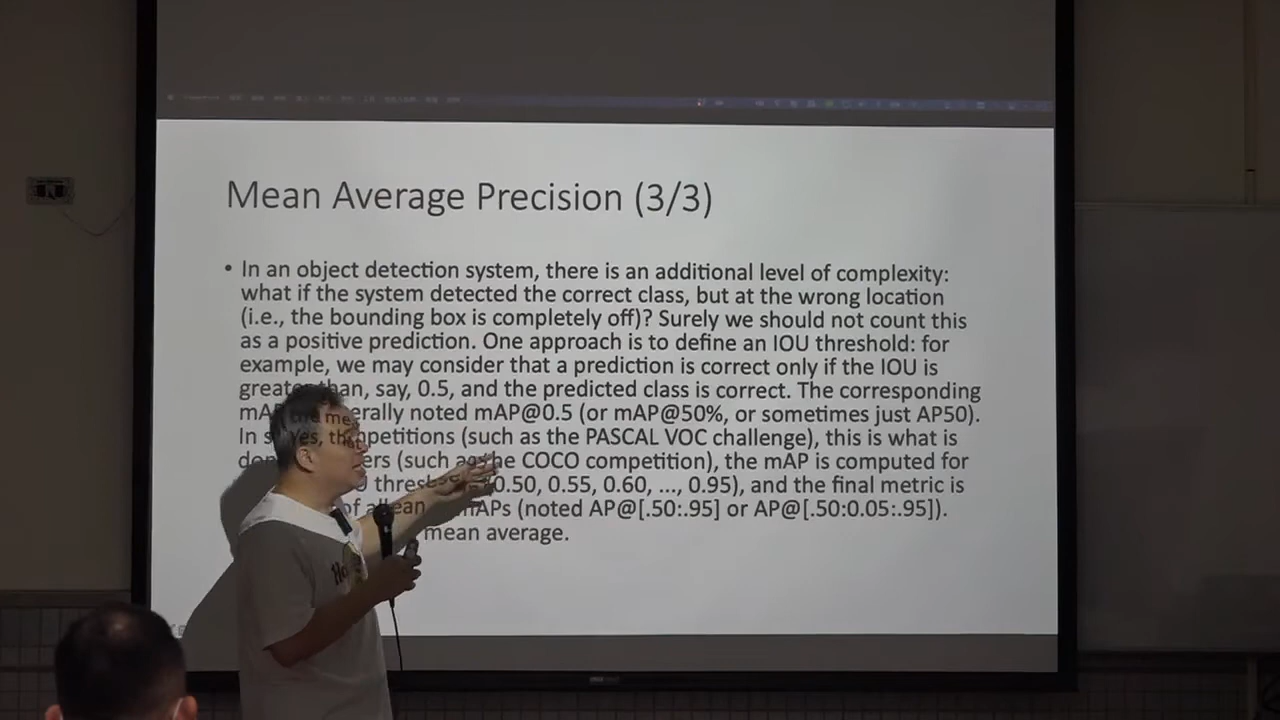 Mean Average Precision (3/3)
• In an object detection system, there is an additional level of complexity:
what if the system detected the correct class, but at the wrong location
(i.e., the bounding box is completely off)? Surely we should not count this
as a positive prediction. One approach is to define an IOU threshold: for
example, we may consider that a prediction is correct only if the IOU is
greater than, say, 0.5, and the predicted class is correct. The corresponding
mAP generally noted mAP@0.5 (or mAP@50%, or sometimes just AP50).
In competitions (such as the PASCAL VOC challenge), this is what is
(such as the COCO competition), the mAP is computed for
0.50, 0.55, 0.60, ..., 0.95), and the final metric is
of mAPs (noted AP@[.50:.95] or AP@[.50:0.05:.95]).
mean average.